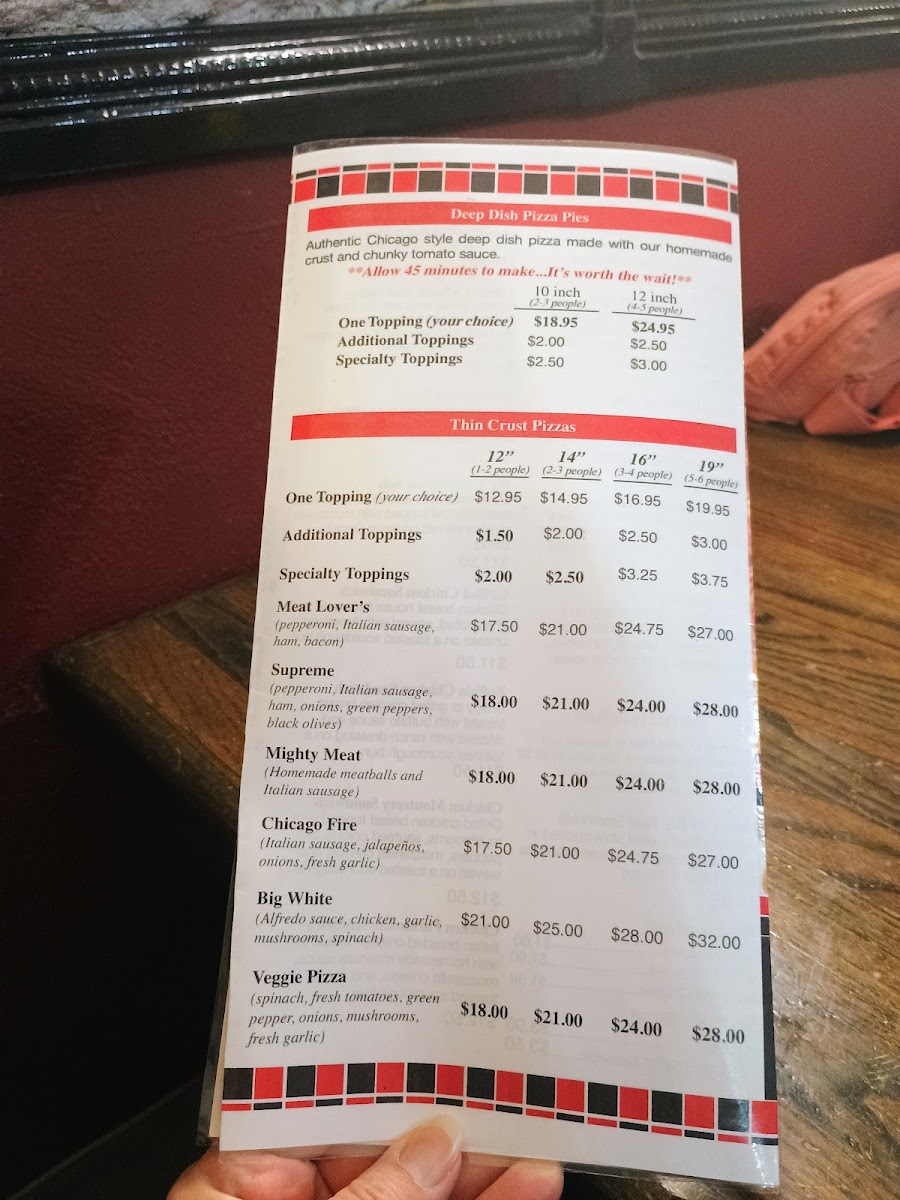 Deep Dish Pizza Pies
Authentic Chicago style deep dish pizza made with our homemade
crust and chunky tomato sauce.
**Allow 45 minutes to make...It's worth the wait!**
10 inch 12 inch
(2-3 people) (4-5 people)
One Topping (your choice) $18.95 $24.95
Additional Toppings $2.00 $2.50
Specialty Toppings $2.50 $3.00
Thin Crust Pizzas
12” 14” 16” 19”
(1-2 people) (2-3 people) (3-4 people) (5-6 people)
One Topping (your choice) $12.95 $14.95 $16.95 $19.95
Additional Toppings $1.50 $2.00 $2.50 $3.00
Specialty Toppings $2.00 $2.50 $3.25 $3.75
Meat Lover's
(pepperoni, Italian sausage, $17.50 $21.00 $24.75 $27.00
ham, bacon)
Supreme
(pepperoni, Italian sausage,
ham, onions, green peppers, $18.00 $21.00 $24.00 $28.00
black olives)
Mighty Meat
(Homemade meatballs and $18.00 $21.00 $24.00 $28.00
Italian sausage)
Chicago Fire
(Italian sausage, jalapeños, $17.50 $21.00 $24.75 $27.00
onions, fresh garlic)
Big White
(Alfredo sauce, chicken, garlic, $21.00 $25.00 $28.00 $32.00
mushrooms, spinach)
Veggie Pizza
(spinach, fresh tomatoes, green
pepper, onions, mushrooms, $18.00 $21.00 $24.00 $28.00
fresh garlic)